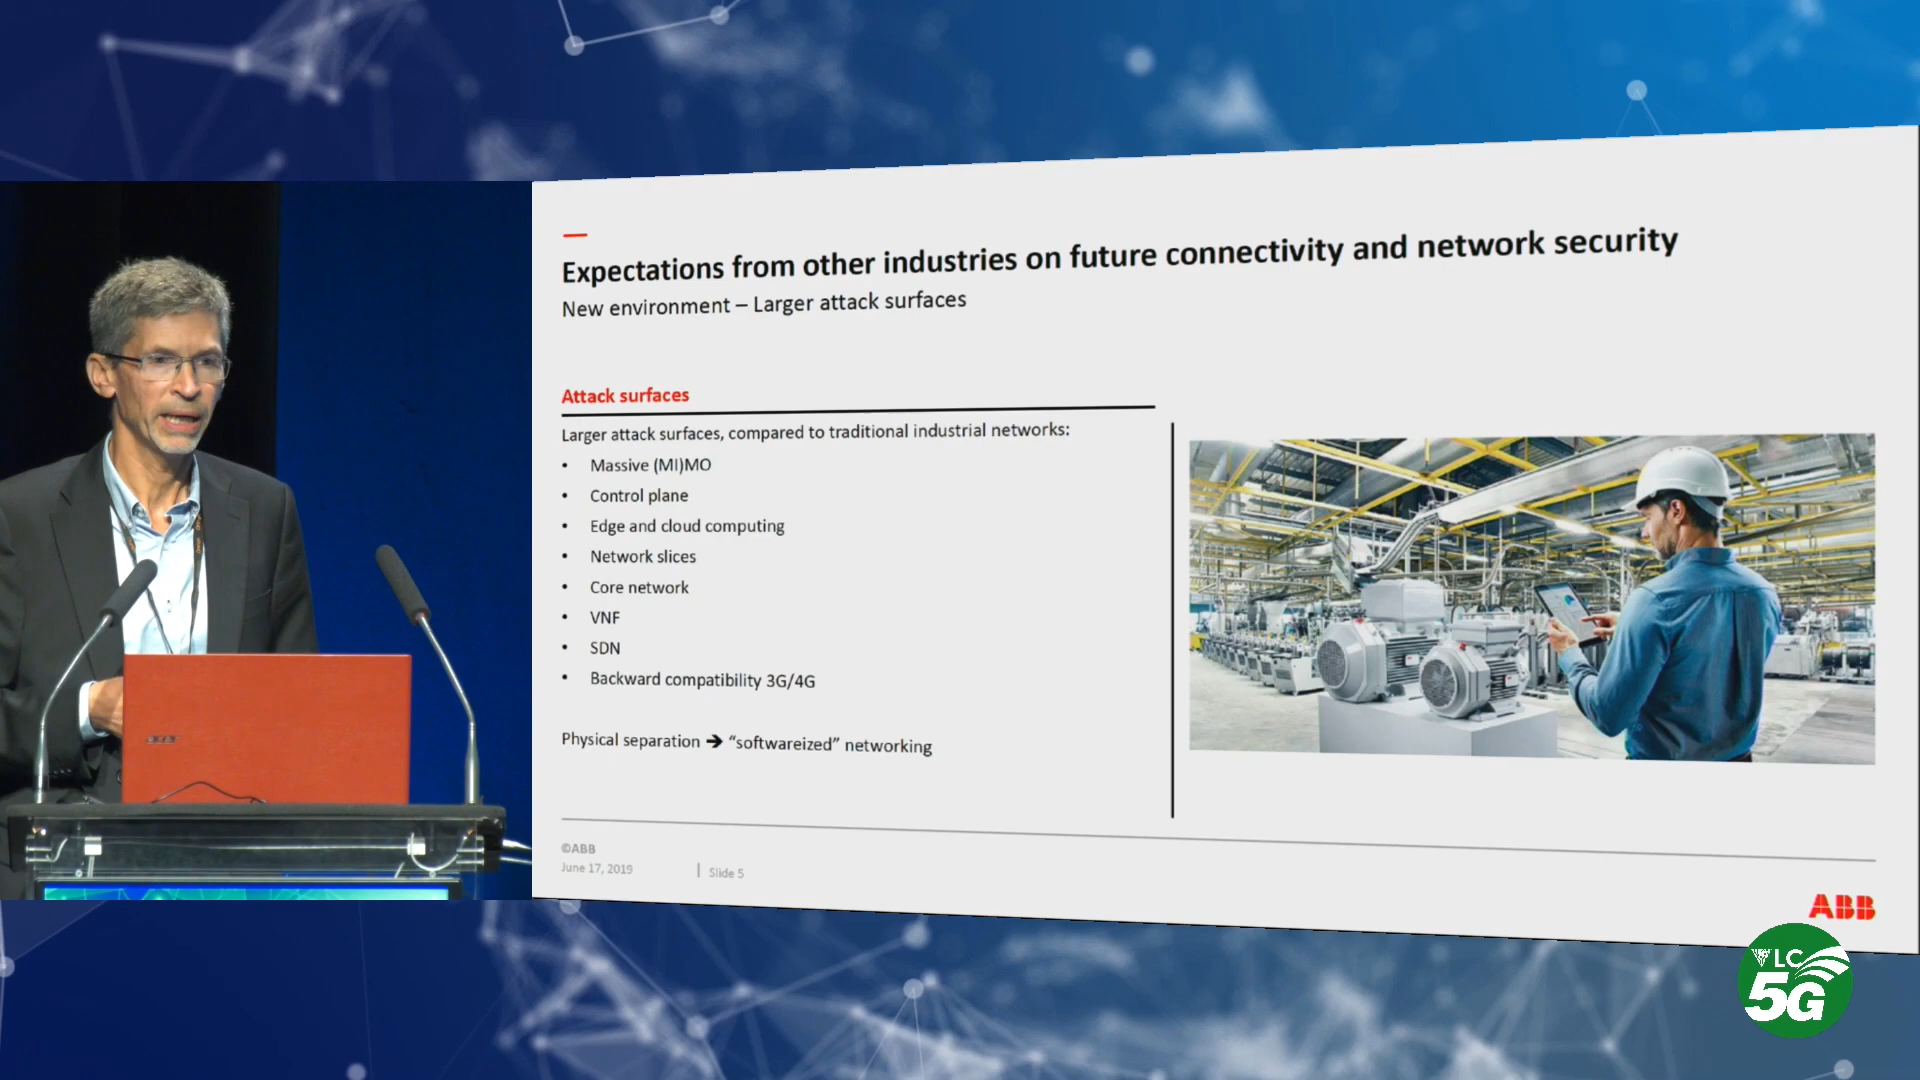 Expectations from other industries on future connectivity and network security
New environment – Larger attack surfaces
Attack surfaces
Larger attack surfaces, compared to traditional industrial networks:
• Massive (MI)MO
• Control plane
• Edge and cloud computing
• Network slices
• Core network
• VNF
• SDN
• Backward compatibility 3G/4G
Physical separation ➔ “softwareized” networking
©ABB
June 17, 2019 | Slide 5
ABB
VLC
5G
acer